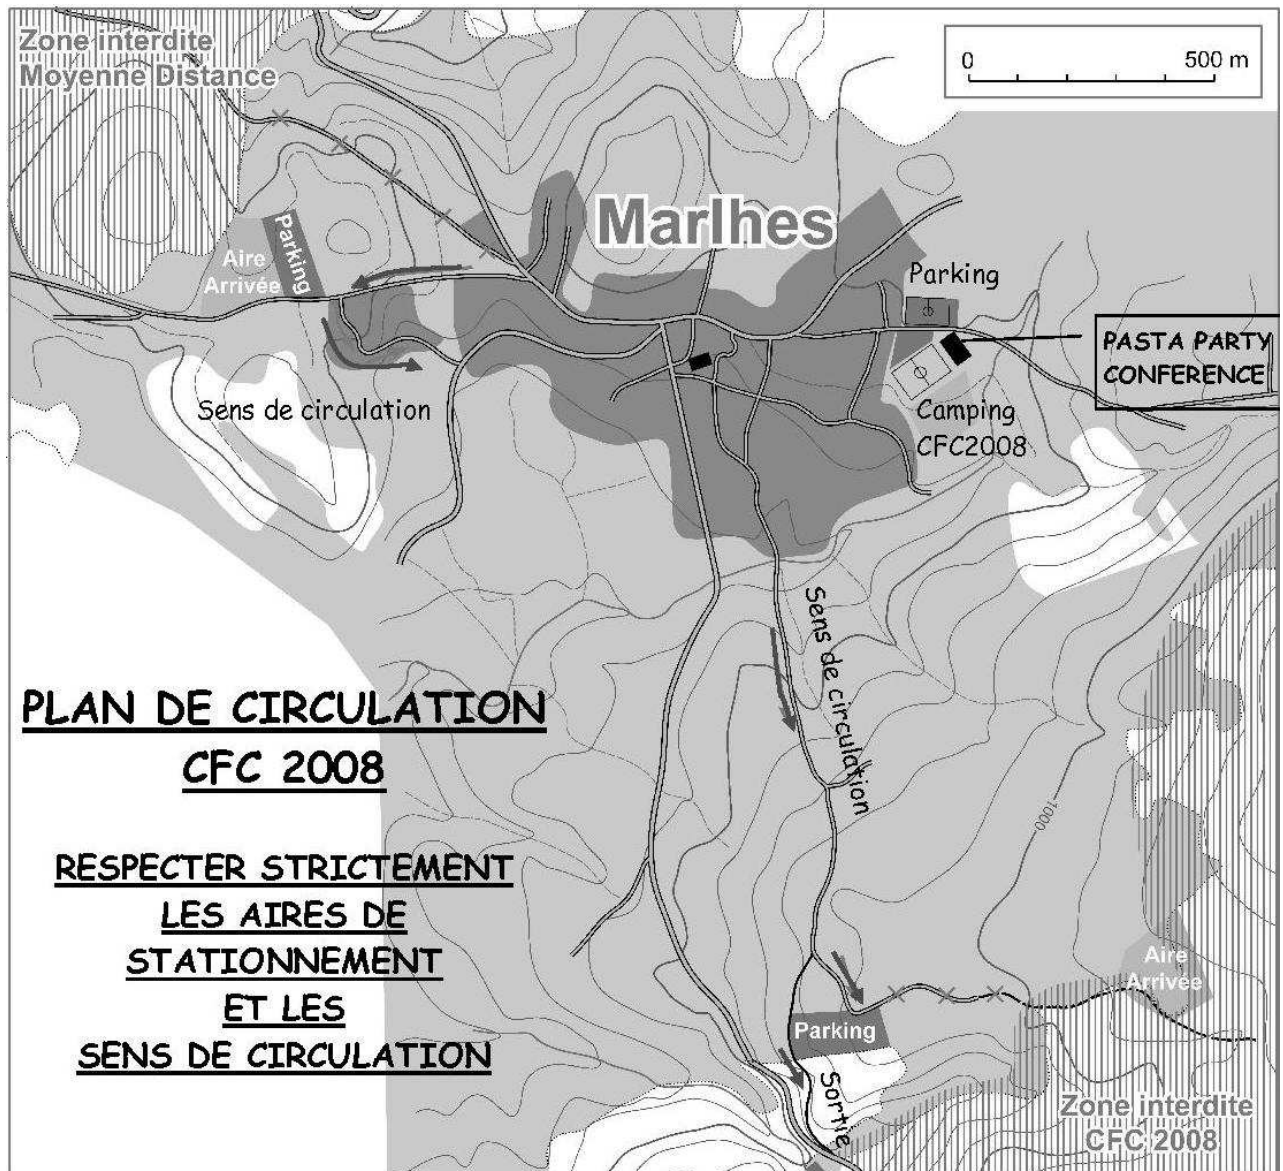 Zone interdite
Moyenne Distance
0 500 m
Marlhes
Parking
Aire
Arrivée
Parking
PASTA PARTY
CONFERENCE
Sens de circulation
Camping
CFC2008
Sens de circulation
PLAN DE CIRCULATION
CFC 2008
RESPECTER STRICTEMENT
LES AIRES DE
STATIONNEMENT
ET LES
SENS DE CIRCULATION
1000
Aire
Arrivée
Parking
Sortie
Zone interdite
CFC 2008